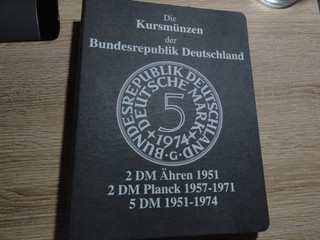 Die
Kursmünzen
der
Bundesrepublik Deutschland
BUNDESREPUBLIK DEUTSCHLAND
5
DEUTSCHE MARK
1974
G
2 DM Ähren 1951
2 DM Planck 1957-1971
5 DM 1951-1974